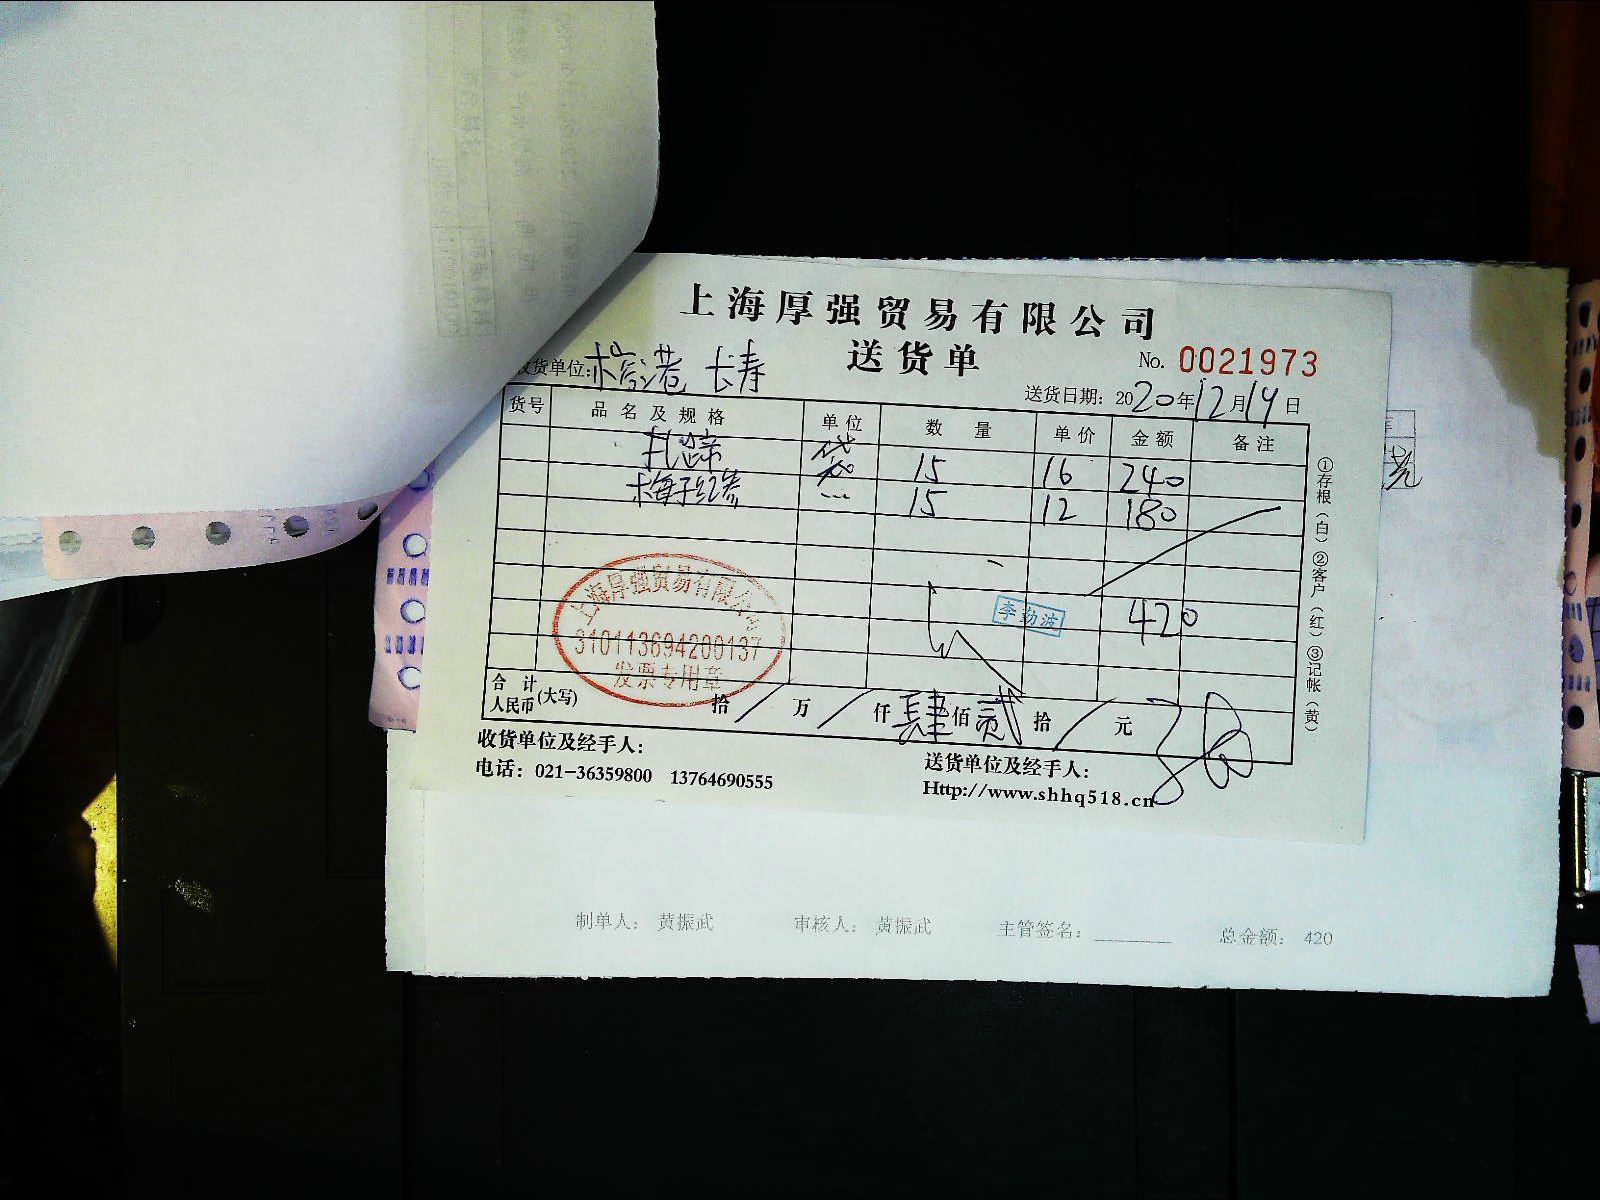 上海厚强贸易有限公司
送货单
No. 0021973
收货单位: 长寿
送货日期: 2020年12月14日
货号 品名及规格 单位 数量 单价 金额 备注
袋 15 16 240
梅子红参 15 12 180
420
李勤波
上海厚强贸易有限公司
310113694200137
发票专用章
合计人民币(大写) 拾/万/仟肆佰贰拾/元
收货单位及经手人:
送货单位及经手人:
电话: 021-36359800 13764690555
Http://www.shhq518.cn
①存根(白)②客户(红)③记帐(黄)
制单人: 黄振武 审核人: 黄振武 主管签名: 总金额: 420